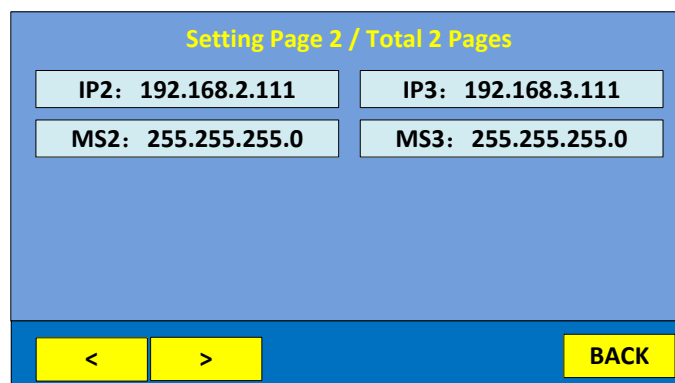 Setting Page 2 / Total 2 Pages
IP2：192.168.2.111
IP3：192.168.3.111
MS2：255.255.255.0
MS3：255.255.255.0
<
>
BACK